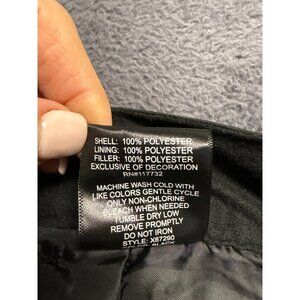 SHELL: 100% POLYESTER
LINING: 100% POLYESTER
FILLER: 100% POLYESTER
EXCLUSIVE OF DECORATION
RN#117732
MACHINE WASH COLD WITH
LIKE COLORS GENTLE CYCLE
ONLY NON-CHLORINE
BLEACH WHEN NEEDED
TUMBLE DRY LOW
REMOVE PROMPTLY
DO NOT IRON
STYLE: X67290
BLACK